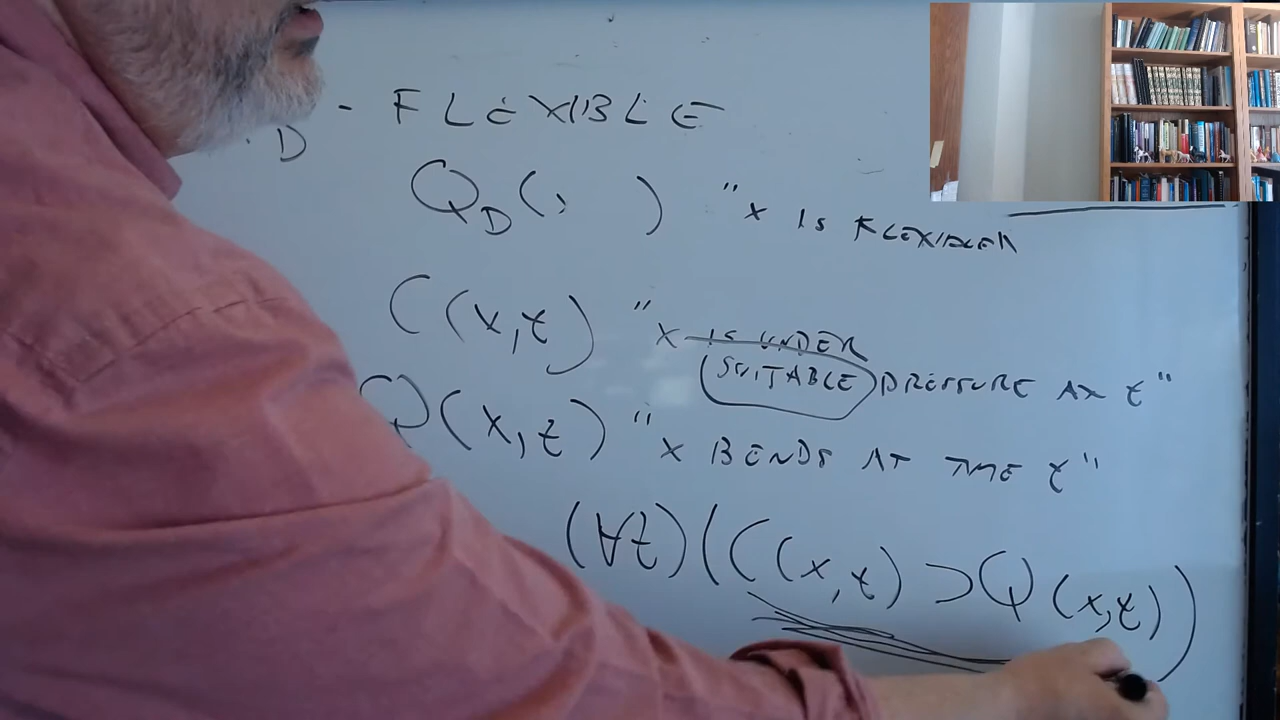 D - FLEXIBLE
Q_D(, ) "x IS FLEXIBLE"
C(x,t) "x IS UNDER
SUITABLE PRESSURE AT t"
Q(x,t) "x BENDS AT TIME t"
(∀t)(C(x,t) ⊃ Q(x,t))